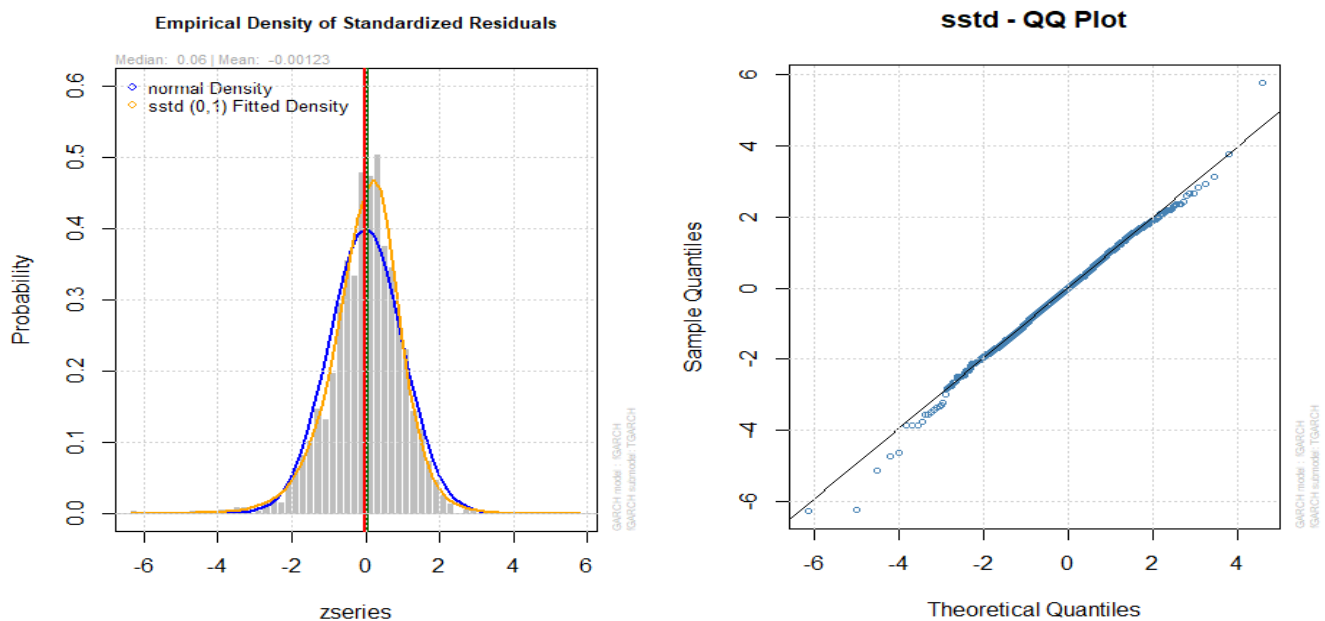 Empirical Density of Standardized Residuals
Median: 0.06 | Mean: -0.00123
normal Density
sstd (0,1) Fitted Density
Probability
0.6
0.5
0.4
0.3
0.2
0.1
0.0
-6 -4 -2 0 2 4 6
zseries
GARCH model : fGARCH
fGARCH submodel: TGARCH
sstd - QQ Plot
Sample Quantiles
6
4
2
0
-2
-4
-6
-6 -4 -2 0 2 4
Theoretical Quantiles
GARCH model : fGARCH
fGARCH submodel: TGARCH